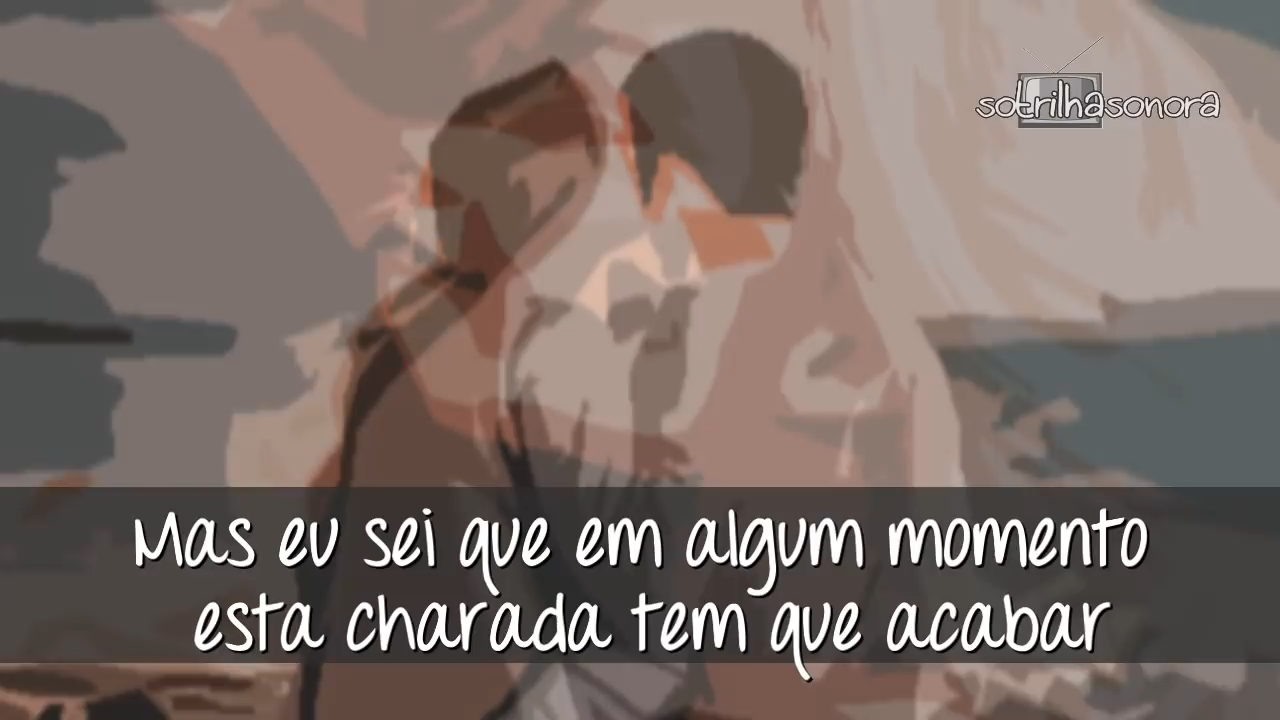 sotrilhasonora
Mas eu sei que em algum momento
esta charada tem que acabar